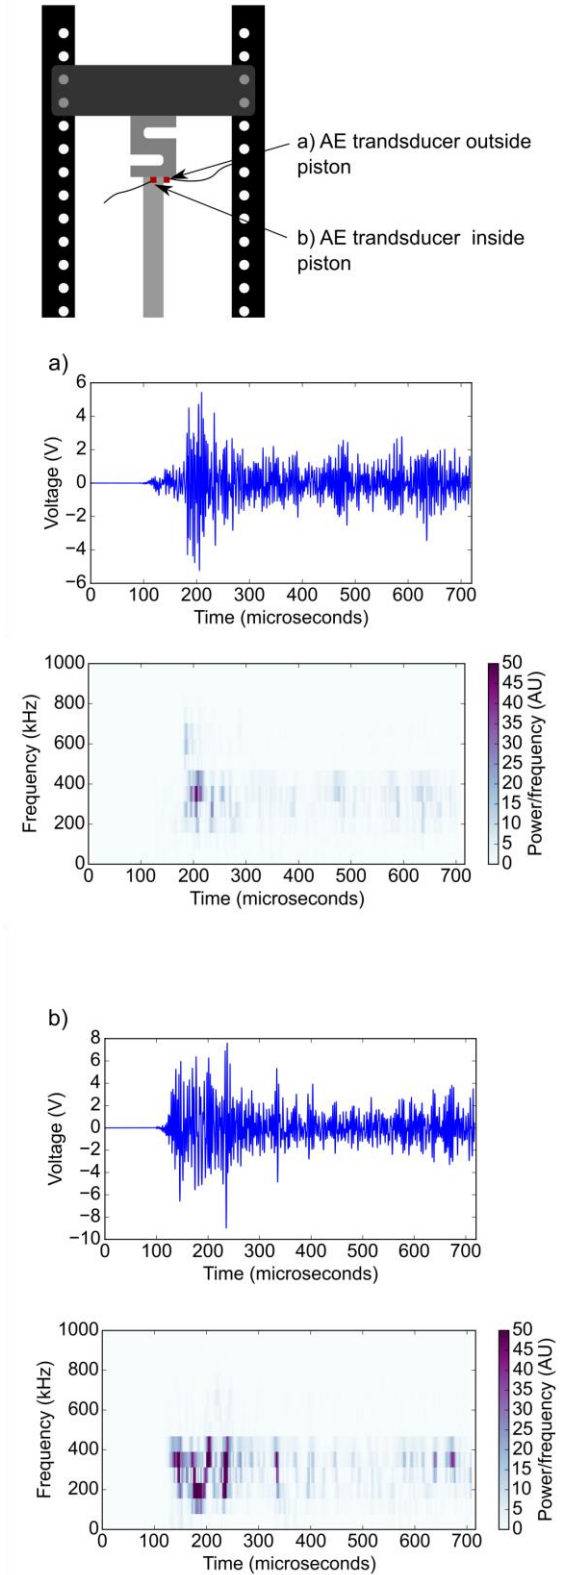 a) AE trandsducer outside
piston
b) AE trandsducer  inside
piston
a)
6
4
2
0
−2
−4
−6
Voltage (V)
0 100 200 300 400 500 600 700
Time (microseconds)
1000
800
600
400
200
0
Frequency (kHz)
0 100 200 300 400 500 600 700
Time (microseconds)
50
45
40
35
30
25
20
15
10
5
0
Power/frequency (AU)
b)
8
6
4
2
0
−2
−4
−6
−8
−10
Voltage (V)
0 100 200 300 400 500 600 700
Time (microseconds)
1000
800
600
400
200
0
Frequency (kHz)
0 100 200 300 400 500 600 700
Time (microseconds)
50
45
40
35
30
25
20
15
10
5
0
Power/frequency (AU)